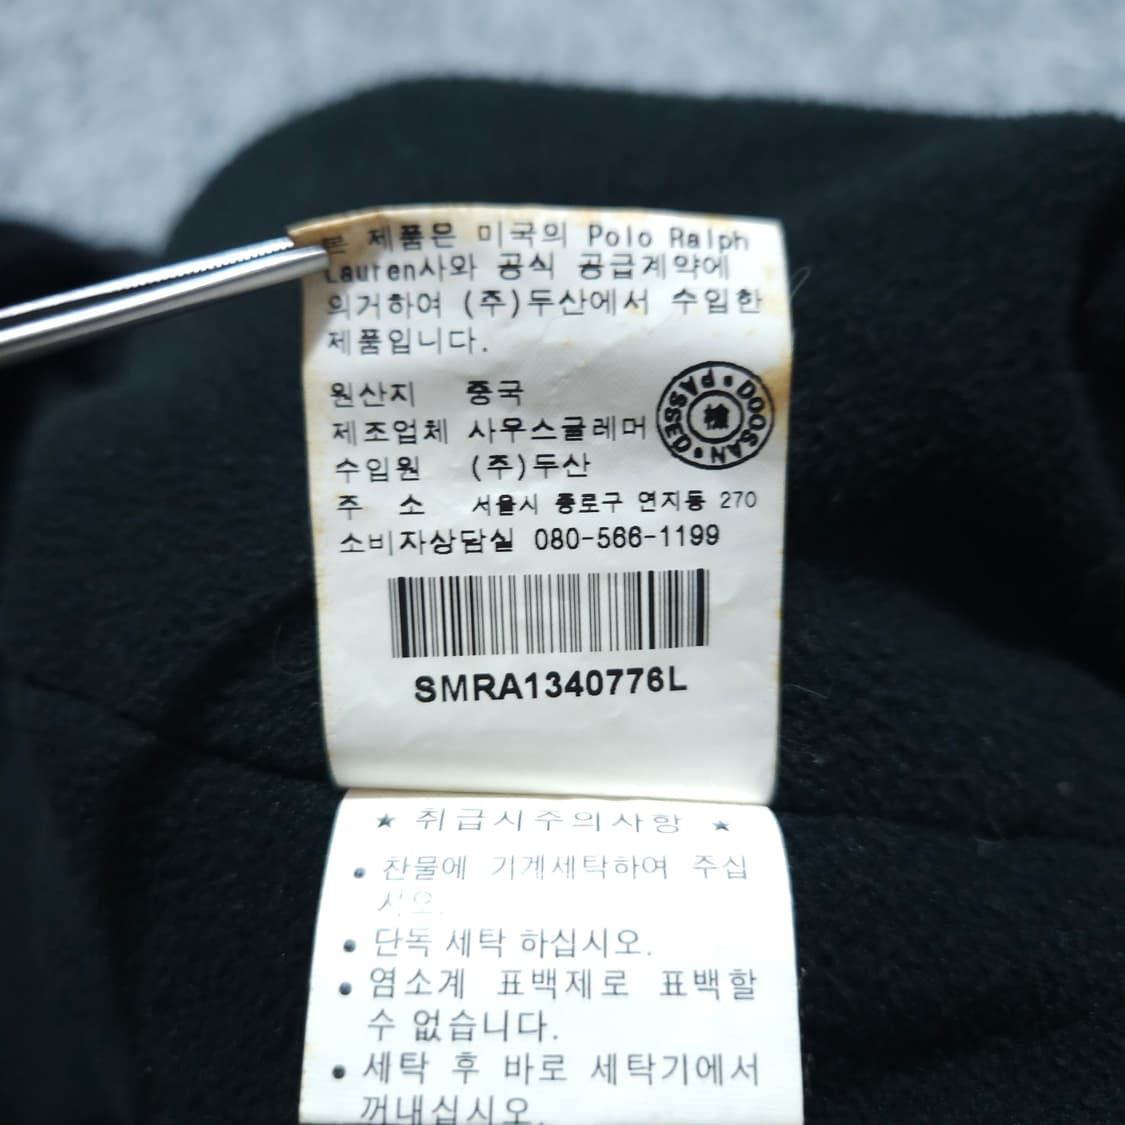 본 제품은 미국의 Polo Ralph
Lauren사와 공식 공급계약에
의거하여 (주)두산에서 수입한
제품입니다.
원산지 중국
제조업체 사우스귤레머
수입원 (주)두산
주 소 서울시 종로구 연지동 270
소비자상담실 080-566-1199
DOOSAN • PASSED •
檢
SMRA1340776L
★ 취급시주의사항 ★
• 찬물에 기계세탁하여 주십
시오.
• 단독 세탁 하십시오.
• 염소계 표백제로 표백할
수 없습니다.
• 세탁 후 바로 세탁기에서
꺼내십시오.